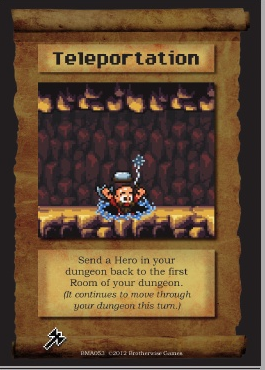 Teleportation
Send a Hero in your
dungeon back to the first
Room of your dungeon.
(It continues to move through
your dungeon this turn.)
BMA053 ©2012 Brotherwise Games